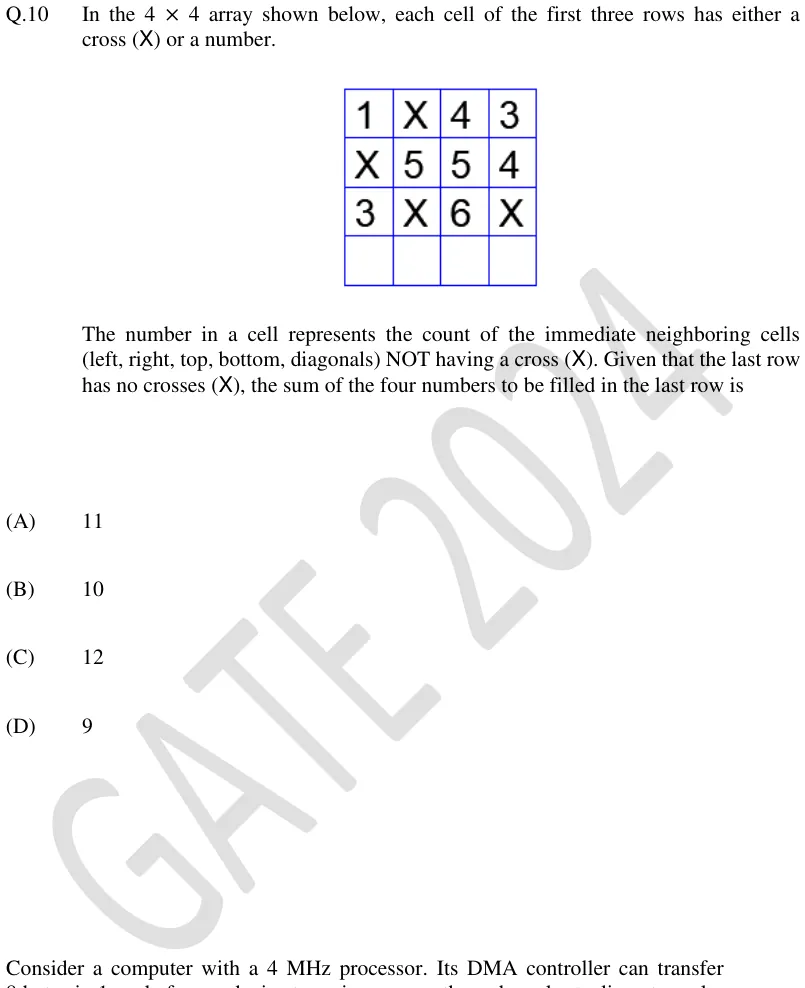 Q.10 In the 4 × 4 array shown below, each cell of the first three rows has either a
cross (X) or a number.
1 X 4 3
X 5 5 4
3 X 6 X
The number in a cell represents the count of the immediate neighboring cells
(left, right, top, bottom, diagonals) NOT having a cross (X). Given that the last row
has no crosses (X), the sum of the four numbers to be filled in the last row is
(A) 11
(B) 10
(C) 12
(D) 9
GATE 2024
Consider a computer with a 4 MHz processor. Its DMA controller can transfer